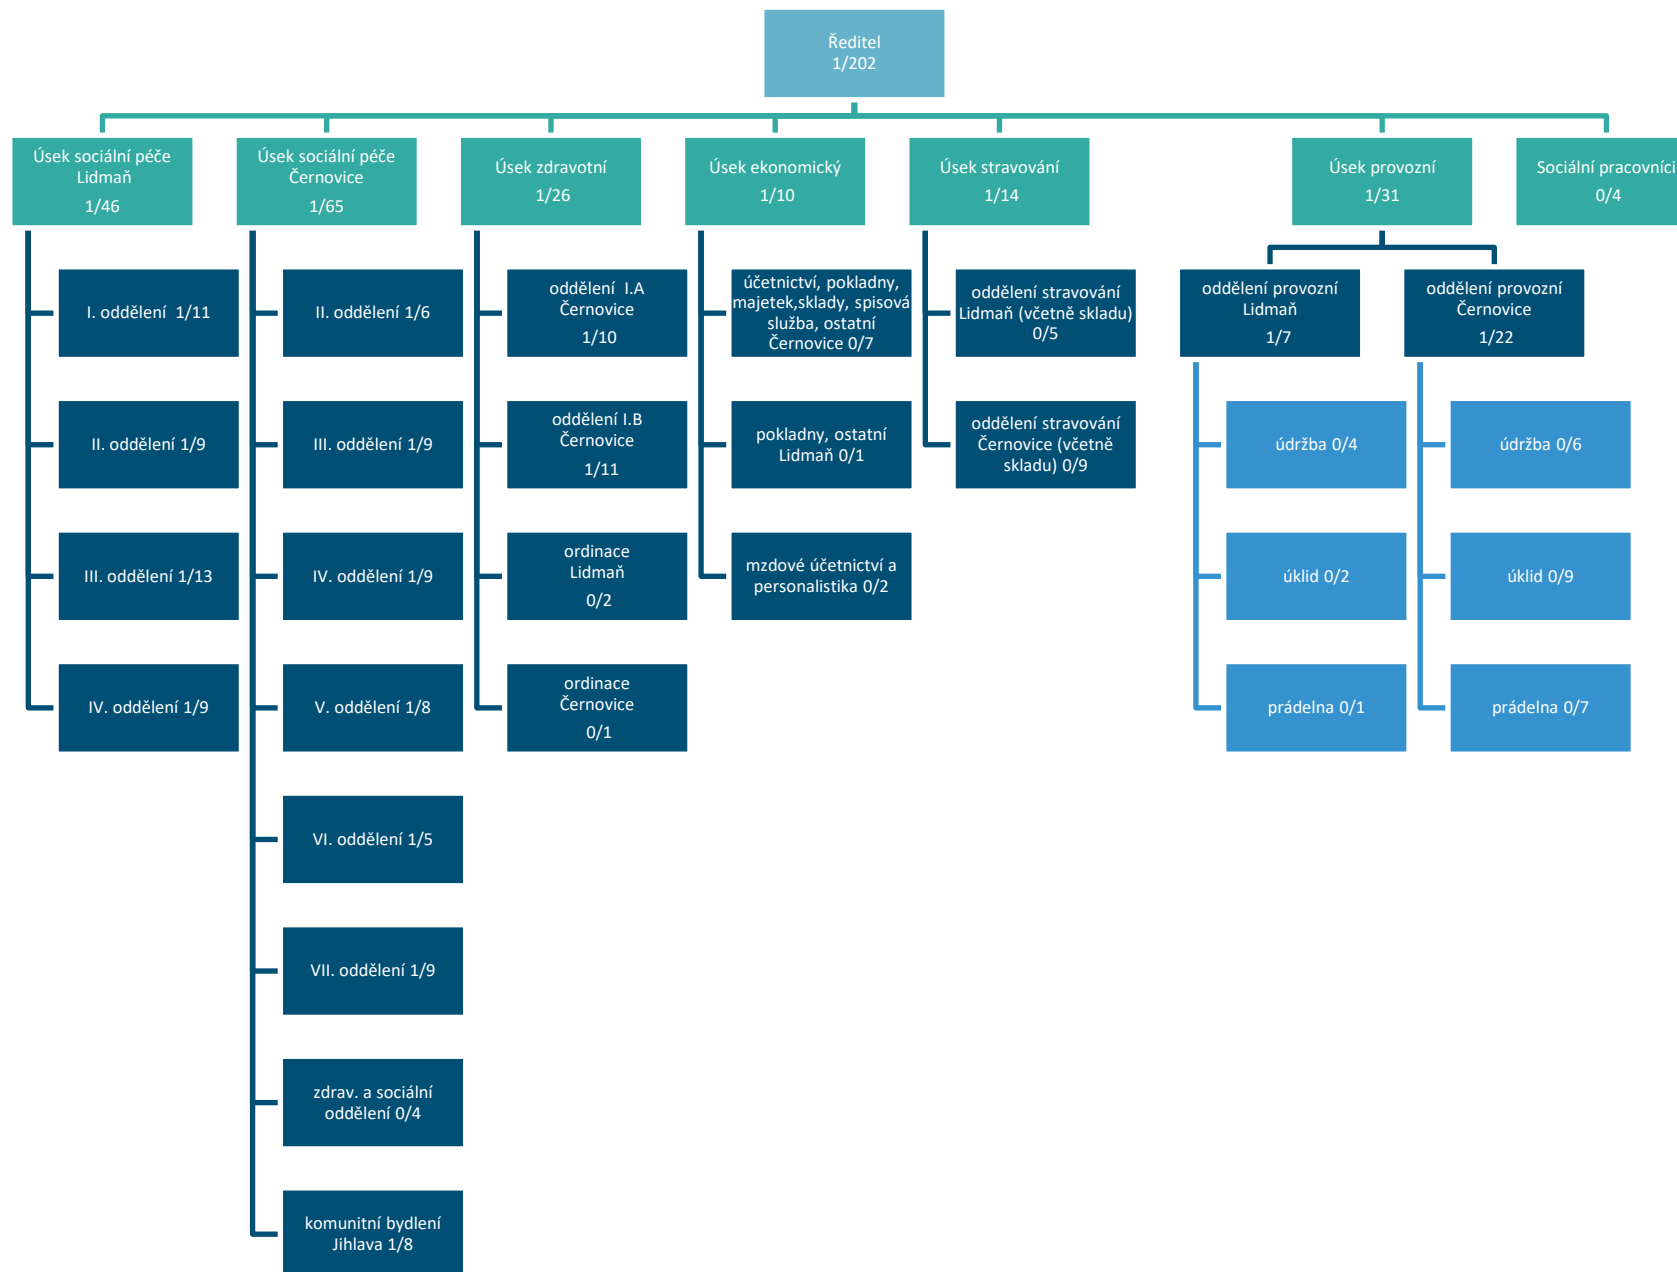 Ředitel
1/202
Úsek sociální péče
Lidmaň
1/46
Úsek sociální péče
Černovice
1/65
Úsek zdravotní
1/26
Úsek ekonomický
1/10
Úsek stravování
1/14
Úsek provozní
1/31
Sociální pracovníci
0/4
I. oddělení  1/11
II. oddělení 1/9
III. oddělení 1/13
IV. oddělení 1/9
II. oddělení 1/6
III. oddělení 1/9
IV. oddělení 1/9
V. oddělení 1/8
VI. oddělení 1/5
VII. oddělení 1/9
zdrav. a sociální
oddělení 0/4
komunitní bydlení
Jihlava 1/8
oddělení  I.A
Černovice
1/10
oddělení I.B
Černovice
1/11
ordinace
Lidmaň
0/2
ordinace
Černovice
0/1
účetnictví, pokladny,
majetek,sklady, spisová
služba, ostatní
Černovice 0/7
pokladny, ostatní
Lidmaň 0/1
mzdové účetnictví a
personalistika 0/2
oddělení stravování
Lidmaň (včetně skladu)
0/5
oddělení stravování
Černovice (včetně
skladu) 0/9
oddělení provozní
Lidmaň
1/7
údržba 0/4
úklid 0/2
prádelna 0/1
oddělení provozní
Černovice
1/22
údržba 0/6
úklid 0/9
prádelna 0/7